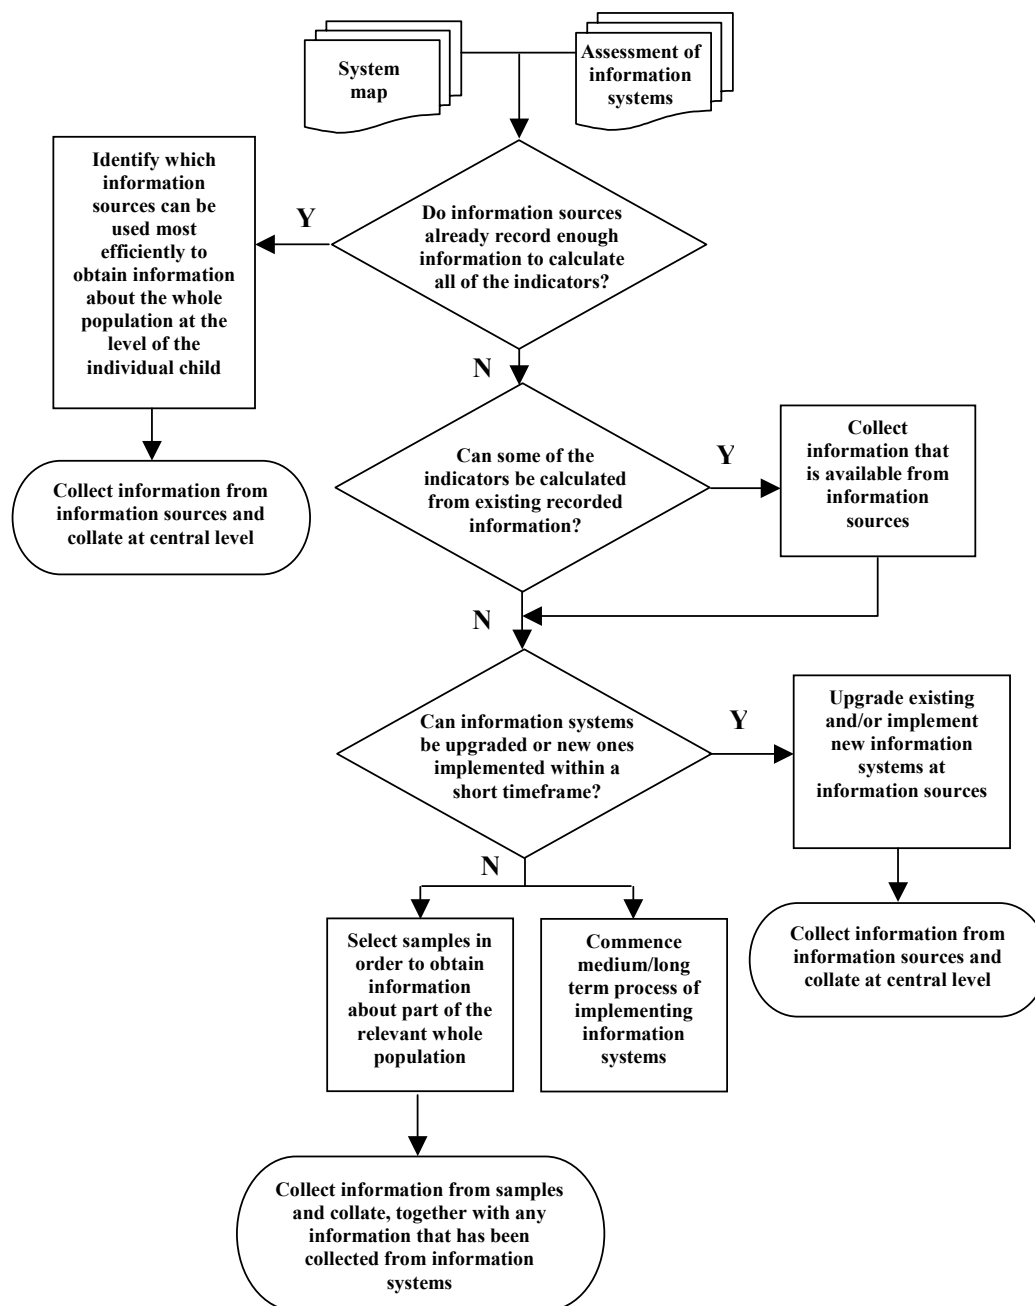 System
map
Assessment of
information
systems
Identify which
information
sources can be
used most
efficiently to
obtain information
about the whole
population at the
level of the
individual child
Y
Do information sources
already record enough
information to calculate
all of the indicators?
N
Collect information from
information sources and
collate at central level
Can some of the
indicators be calculated
from existing recorded
information?
Y
Collect
information that
is available from
information
sources
N
Can information systems
be upgraded or new ones
implemented within a
short timeframe?
Y
Upgrade existing
and/or implement
new information
systems at
information sources
N
Collect information from
information sources and
collate at central level
Select samples in
order to obtain
information
about part of the
relevant whole
population
Commence
medium/long
term process of
implementing
information
systems
Collect information from samples
and collate, together with any
information that has been
collected from information
systems